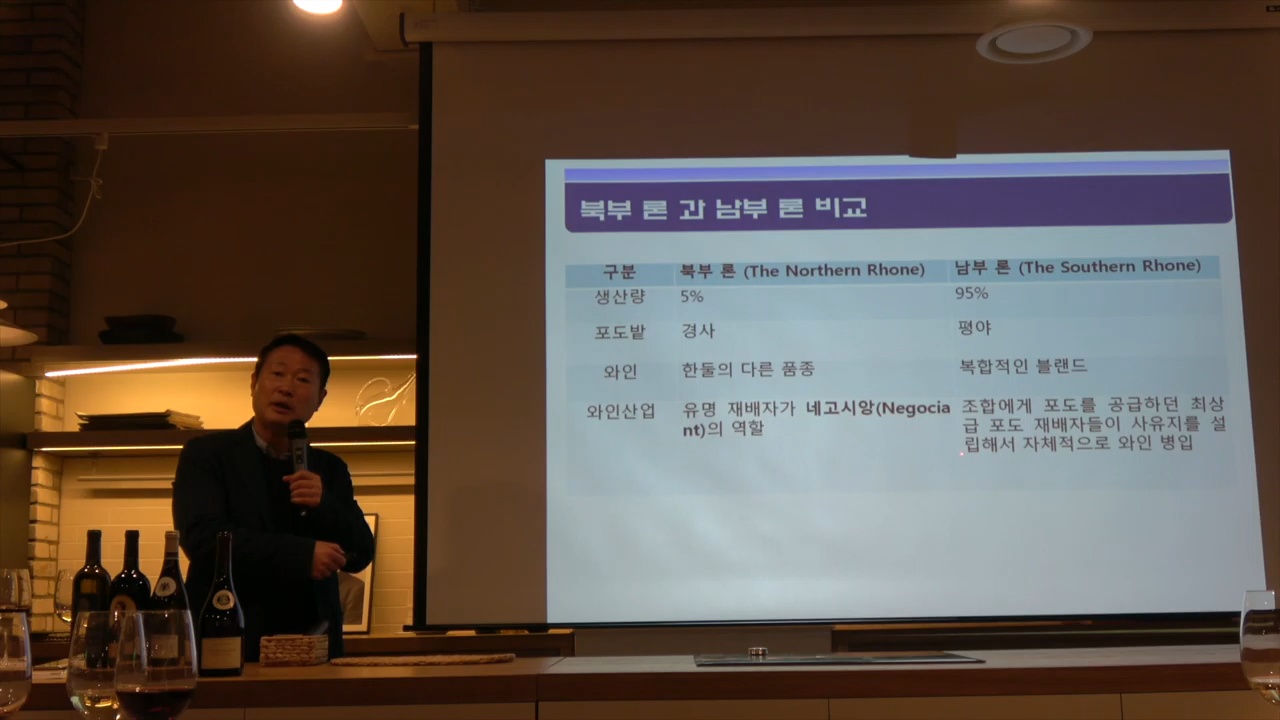 북부 론 과 남부 론 비교
구분 북부 론 (The Northern Rhone) 남부 론 (The Southern Rhone)
생산량 5% 95%
포도밭 경사 평야
와인 한둘의 다른 품종 복합적인 블랜드
와인산업 유명 재배자가 네고시앙(Negocia
nt)의 역할
조합에게 포도를 공급하던 최상
급 포도 재배자들이 사유지를 설
립해서 자체적으로 와인 병입